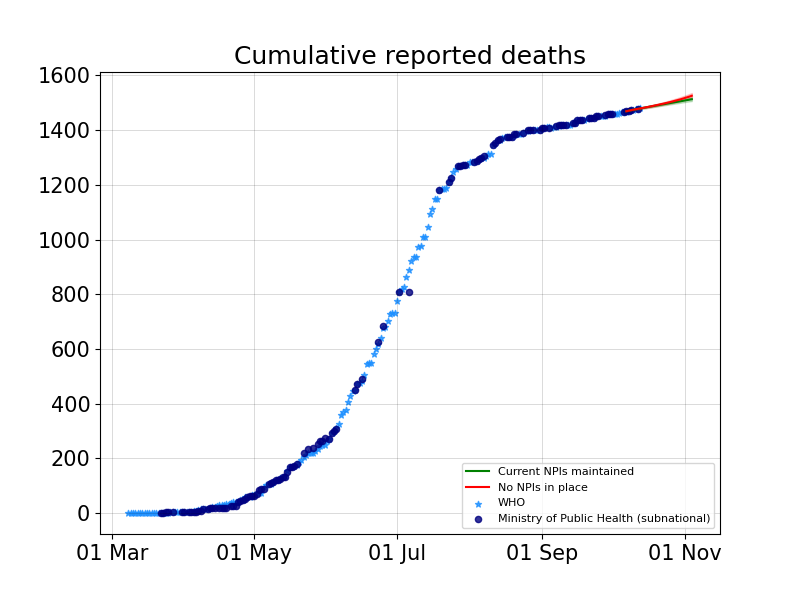 Cumulative reported deaths
1600
1400
1200
1000
800
600
400
200
0
01 Mar
01 May
01 Jul
01 Sep
01 Nov
Current NPIs maintained
No NPIs in place
WHO
Ministry of Public Health (subnational)